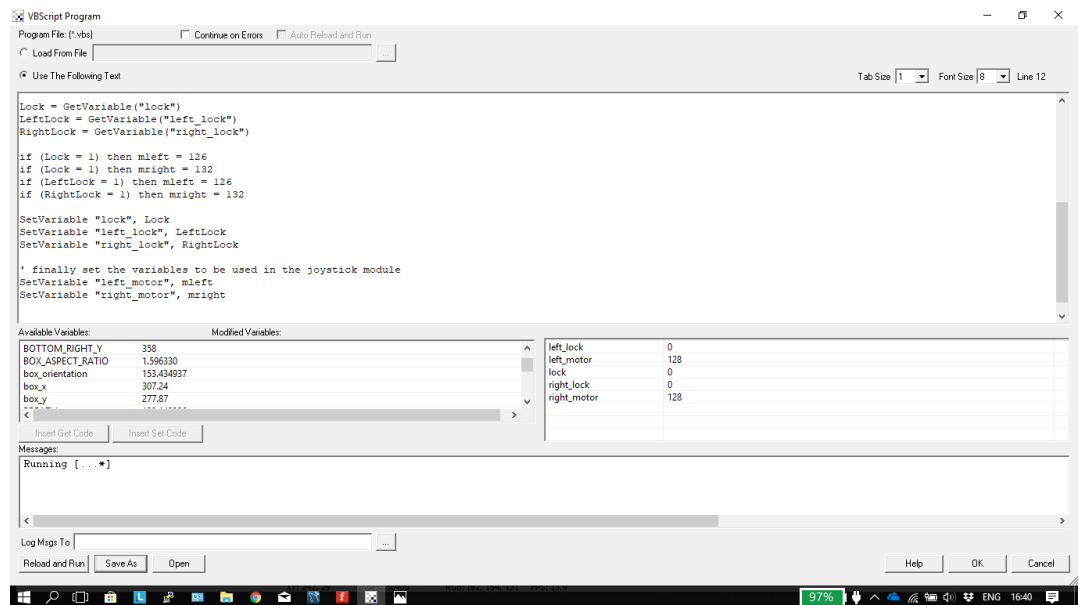 VBScript Program
Program File: (*.vbs) Continue on Errors Auto Reload and Run
Load From File ...
Use The Following Text Tab Size 1 Font Size 8 Line 12
Lock = GetVariable("lock")
LeftLock = GetVariable("left_lock")
RightLock = GetVariable("right_lock")
if (Lock = 1) then mleft = 126
if (Lock = 1) then mright = 132
if (LeftLock = 1) then mleft = 126
if (RightLock = 1) then mright = 132
SetVariable "lock", Lock
SetVariable "left_lock", LeftLock
SetVariable "right_lock", RightLock
' finally set the variables to be used in the joystick module
SetVariable "left_motor", mleft
SetVariable "right_motor", mright
Available Variables: Modified Variables:
BOTTOM_RIGHT_Y 358
BOX_ASPECT_RATIO 1.596330
box_orientation 153.434937
box_x 307.24
box_y 277.87
left_lock 0
left_motor 128
lock 0
right_lock 0
right_motor 128
Insert Get Code Insert Set Code
Messages:
Running [...*]
Log Msgs To ...
Reload and Run Save As Open Help OK Cancel
97% ENG 16:40